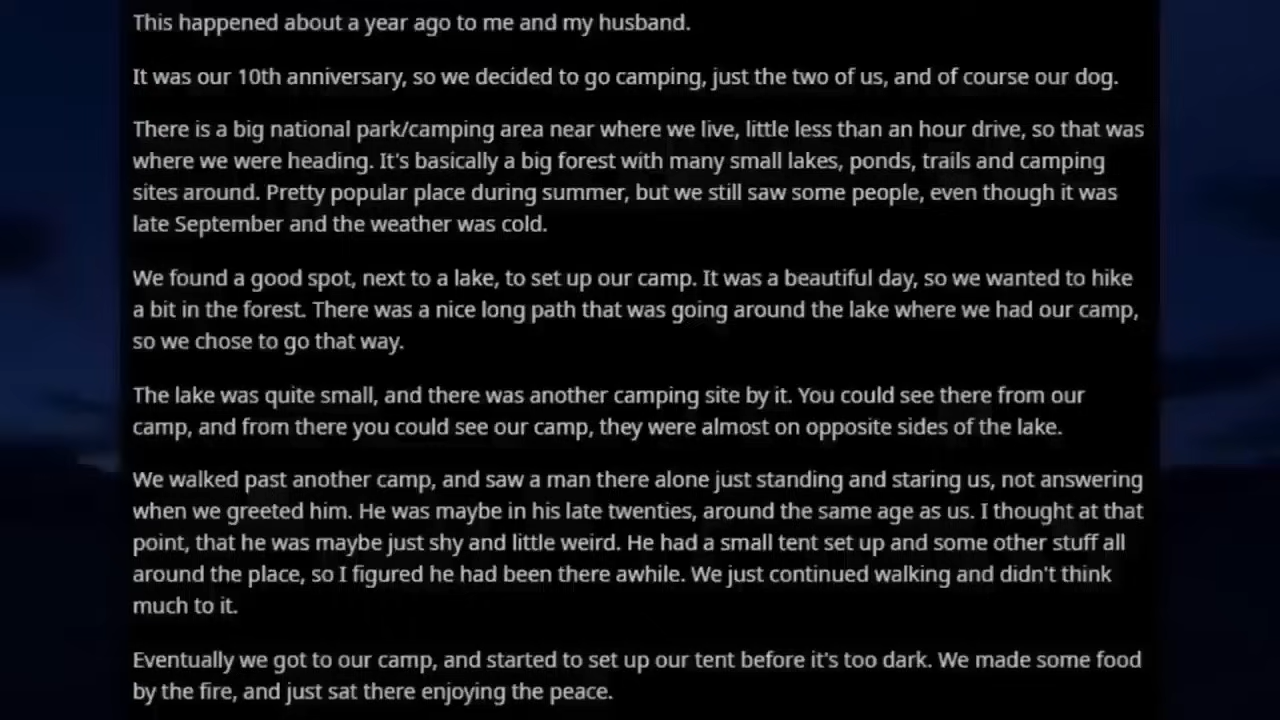 This happened about a year ago to me and my husband.
It was our 10th anniversary, so we decided to go camping, just the two of us, and of course our dog.
There is a big national park/camping area near where we live, little less than an hour drive, so that was
where we were heading. It's basically a big forest with many small lakes, ponds, trails and camping
sites around. Pretty popular place during summer, but we still saw some people, even though it was
late September and the weather was cold.
We found a good spot, next to a lake, to set up our camp. It was a beautiful day, so we wanted to hike
a bit in the forest. There was a nice long path that was going around the lake where we had our camp,
so we chose to go that way.
The lake was quite small, and there was another camping site by it. You could see there from our
camp, and from there you could see our camp, they were almost on opposite sides of the lake.
We walked past another camp, and saw a man there alone just standing and staring us, not answering
when we greeted him. He was maybe in his late twenties, around the same age as us. I thought at that
point, that he was maybe just shy and little weird. He had a small tent set up and some other stuff all
around the place, so I figured he had been there awhile. We just continued walking and didn't think
much to it.
Eventually we got to our camp, and started to set up our tent before it's too dark. We made some food
by the fire, and just sat there enjoying the peace.